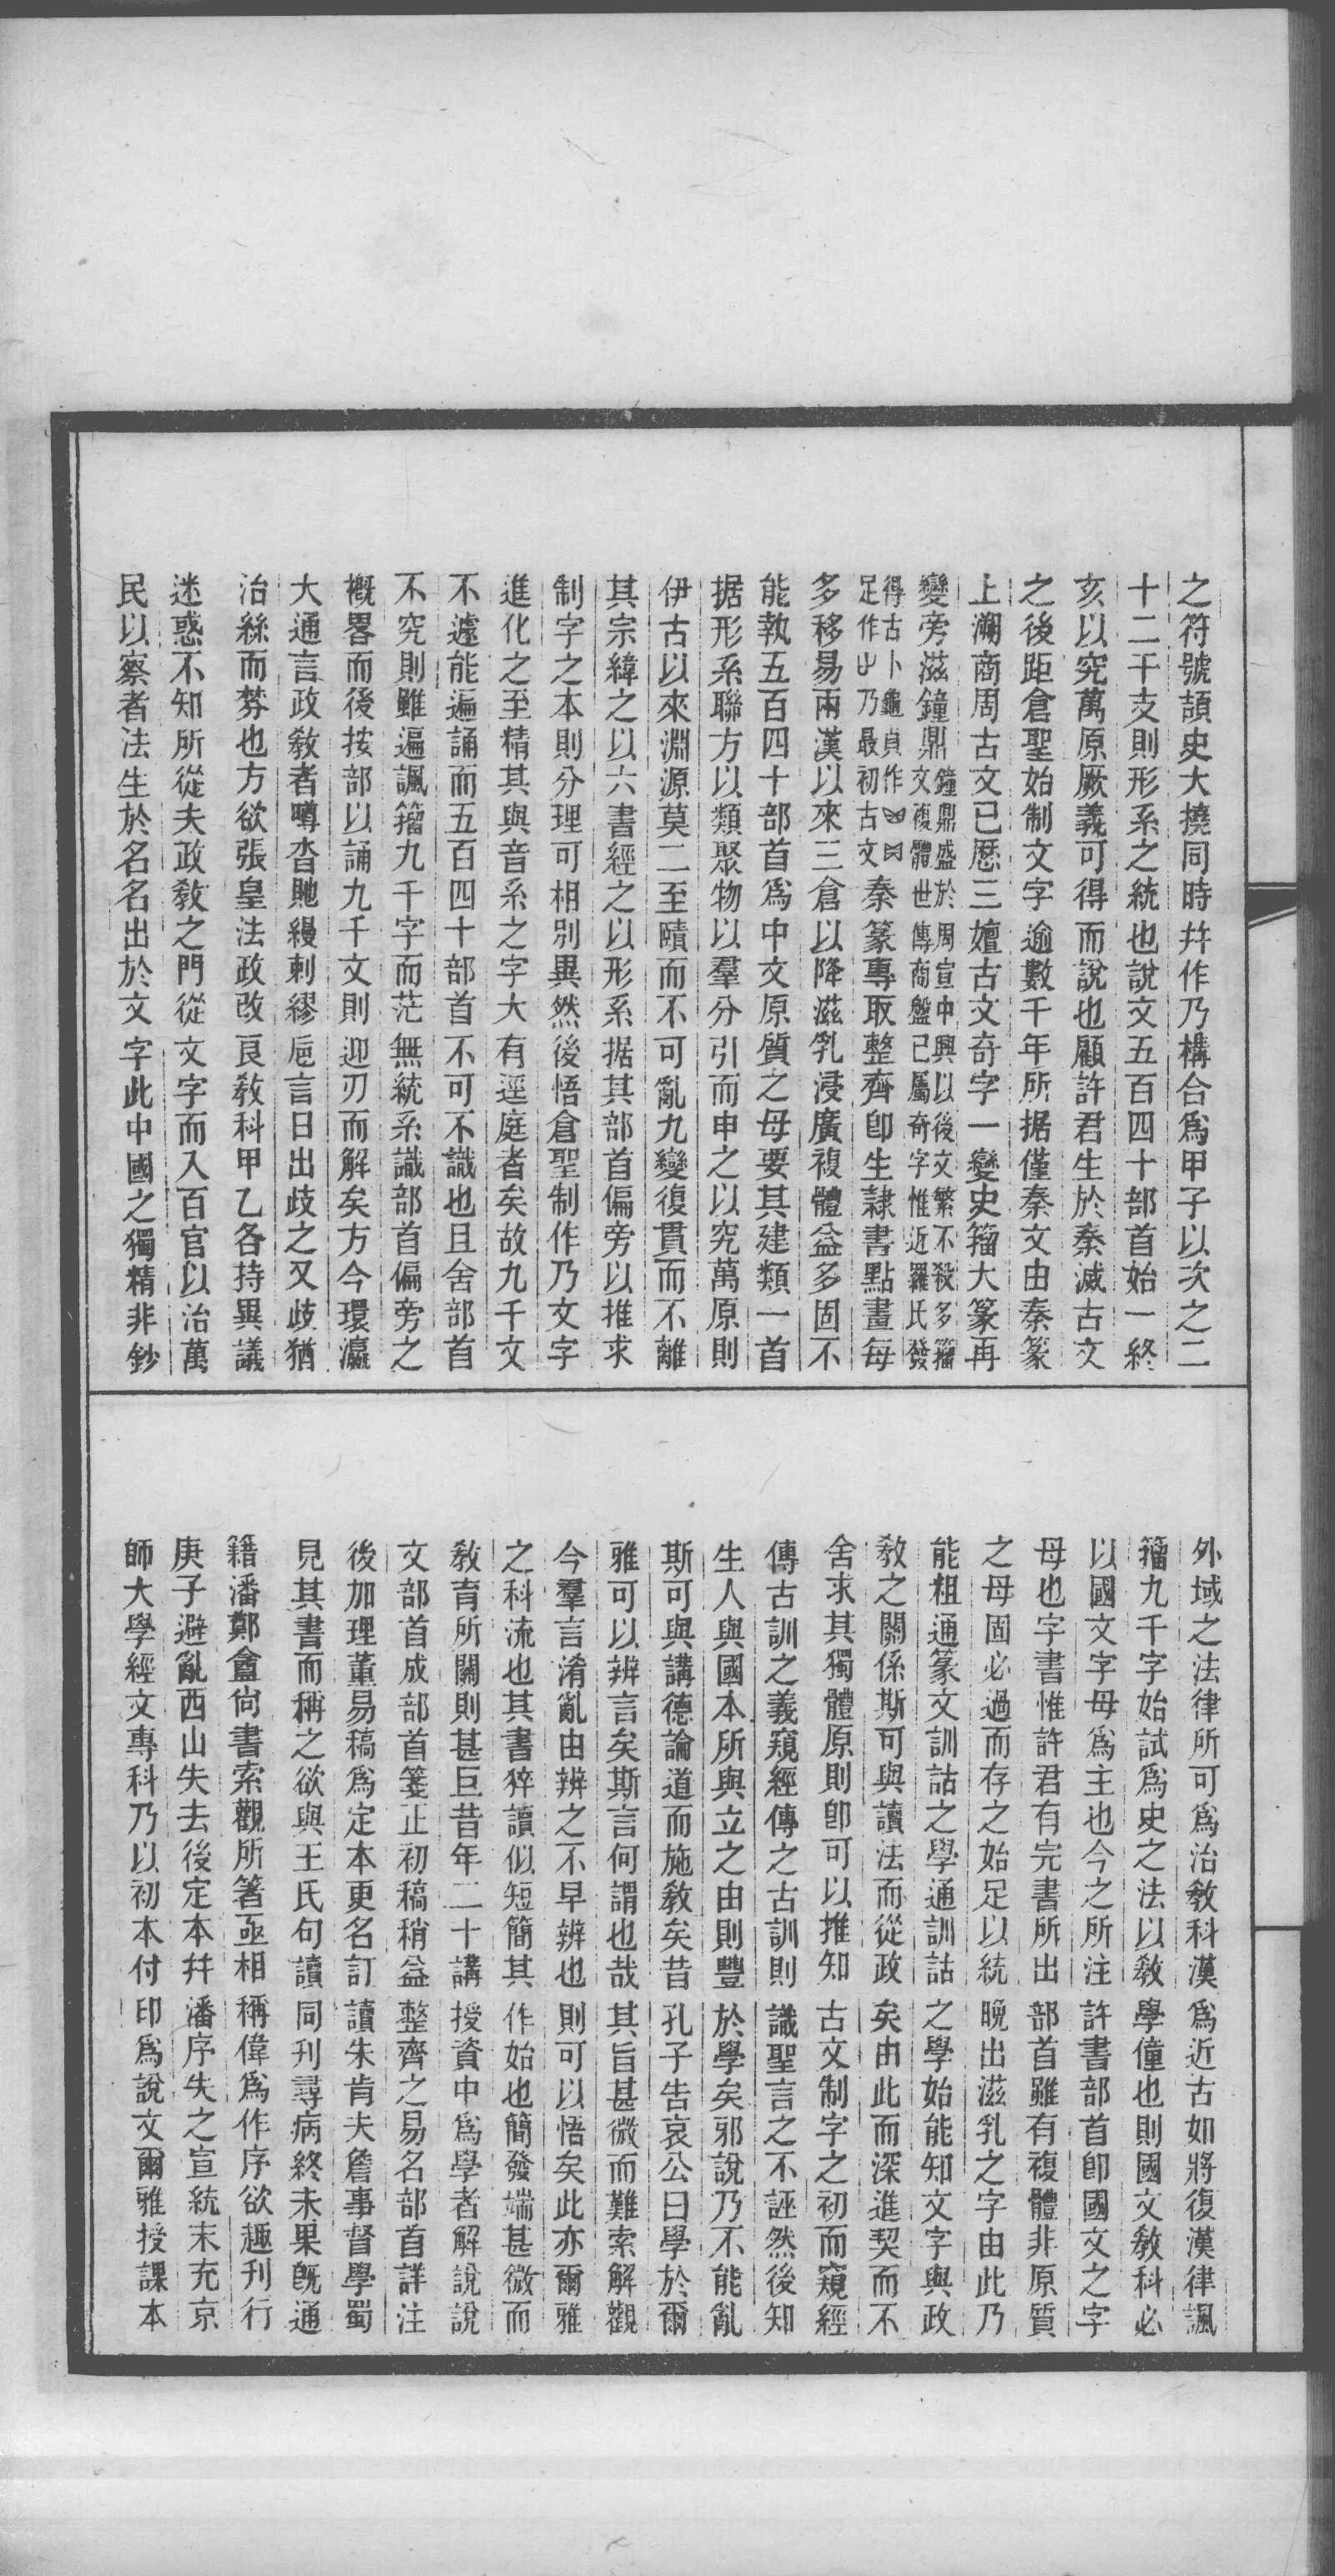 之符號頡史大撓同時幷作乃構合爲甲子以次之二
十二干支則形系之統也說文五百四十部首始一終
亥以究萬原厥義可得而說也顧許君生於秦滅古文
之後距倉聖始制文字逾數千年所据僅秦文由秦篆
上溯商周古文已歷三嬗古文奇字一變史籀大篆再
變旁滋鐘鼎鐘鼎盛於周宣中興以後文繁不殺多籀
文複體世傳商盤已屬奇字惟近羅氏發
得古卜龜貞作
足作乃最初古文秦篆專取整齊卽生隷書點畫每
多移易兩漢以來三倉以降滋乳浸廣複體益多固不
能執五百四十部首爲中文原質之母要其建類一首
据形系聯方以類聚物以羣分引而申之以究萬原則
伊古以來淵源莫二至賾而不可亂九變復貫而不離
其宗緯之以六書經之以形系据其部首偏旁以推求
制字之本則分理可相別異然後悟倉聖制作乃文字
進化之至精其與音系之字大有逕庭者矣故九千文
不遽能遍誦而五百四十部首不可不識也且舍部首
不究則雖遍諷籀九千字而茫無統系識部首偏旁之
概畧而後按部以誦九千文則迎刃而解矣方今環瀛
大通言政敎者噂沓貤縵剌繆巵言日出歧之又歧猶
治絲而棼也方欲張皇法政改良敎科甲乙各持異議
迷惑不知所從夫政敎之門從文字而入百官以治萬
民以察者法生於名名出於文字此中國之獨精非鈔
外域之法律所可爲治敎科漢爲近古如將復漢律諷
籀九千字始試爲史之法以敎學僮也則國文敎科必
以國文字母爲主也今之所注許書部首卽國文之字
母也字書惟許君有完書所出部首雖有複體非原質
之母固必過而存之始足以統晚出滋乳之字由此乃
能粗通篆文訓詁之學通訓詁之學始能知文字與政
敎之關係斯可與讀法而從政矣由此而深進契而不
舍求其獨體原則卽可以推知古文制字之初而窺經
傳古訓之義窺經傳之古訓則識聖言之不誣然後知
生人與國本所與立之由則豐於學矣邪說乃不能亂
斯可與講德論道而施敎矣昔孔子告哀公曰學於爾
雅可以辨言矣斯言何謂也哉其旨甚微而難索解觀
今羣言淆亂由辨之不早辨也則可以悟矣此亦爾雅
之科流也其書猝讀似短簡其作始也簡發端甚微而
敎育所關則甚巨昔年二十講授資中爲學者解說說
文部首成部首箋正初稿稍益整齊之易名部首詳注
後加理董易稿爲定本更名訂讀朱肯夫詹事督學蜀
見其書而稱之欲與王氏句讀同刊尋病終未果旣通
籍潘鄭盦尙書索觀所箸亟相稱偉爲作序欲趣刊行
庚子避亂西山失去後定本幷潘序失之宣統末充京
師大學經文專科乃以初本付印爲說文爾雅授課本